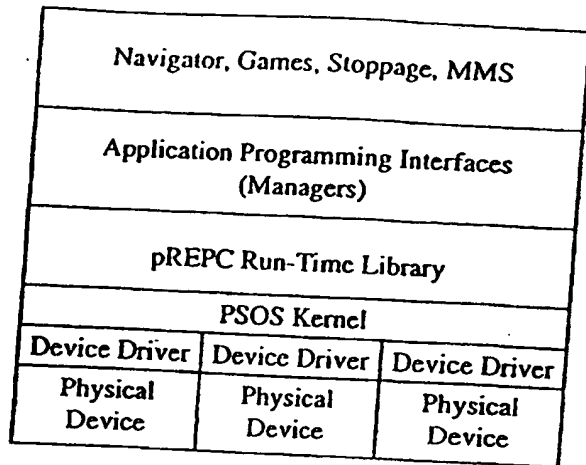 Navigator, Games, Stoppage, MMS
Application Programming Interfaces
(Managers)
pREPC Run-Time Library
PSOS Kernel
Device Driver Device Driver Device Driver
Physical Physical Physical
Device Device Device